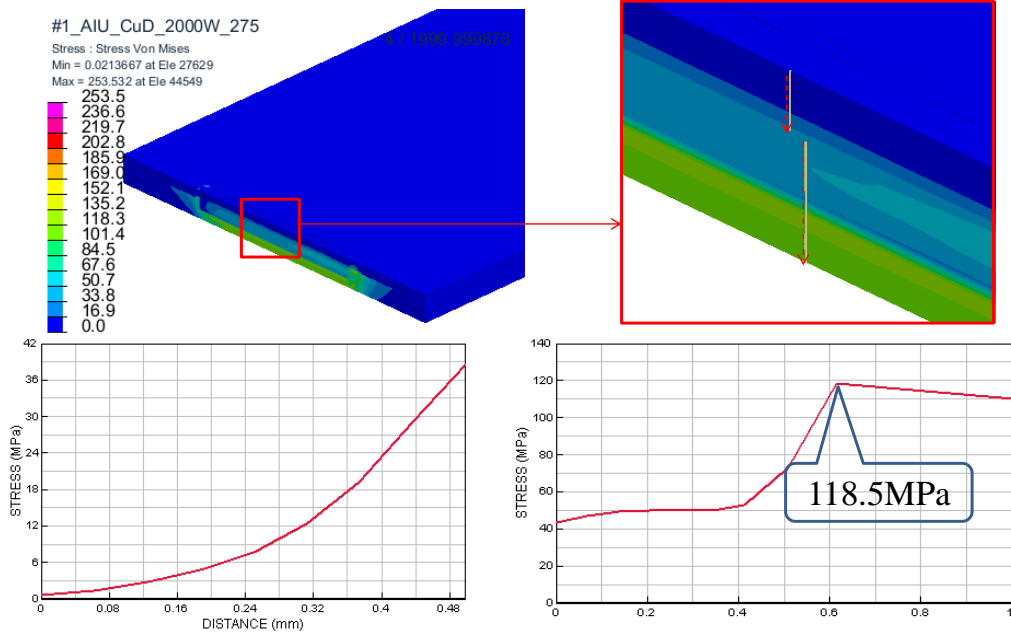 #1_AIU_CuD_2000W_275
Stress : Stress Von Mises
Min = 0.0213667 at Ele 27629
Max = 253.532 at Ele 44549
4 / 1999.999678
253.5
236.6
219.7
202.8
185.9
169.0
152.1
135.2
118.3
101.4
84.5
67.6
50.7
33.8
16.9
0.0
42
36
30
24
18
12
6
0
STRESS (MPa)
0 0.08 0.16 0.24 0.32 0.4 0.48
DISTANCE (mm)
140
120
100
80
60
40
20
0
STRESS (MPa)
118.5MPa
0 0.2 0.4 0.6 0.8 1